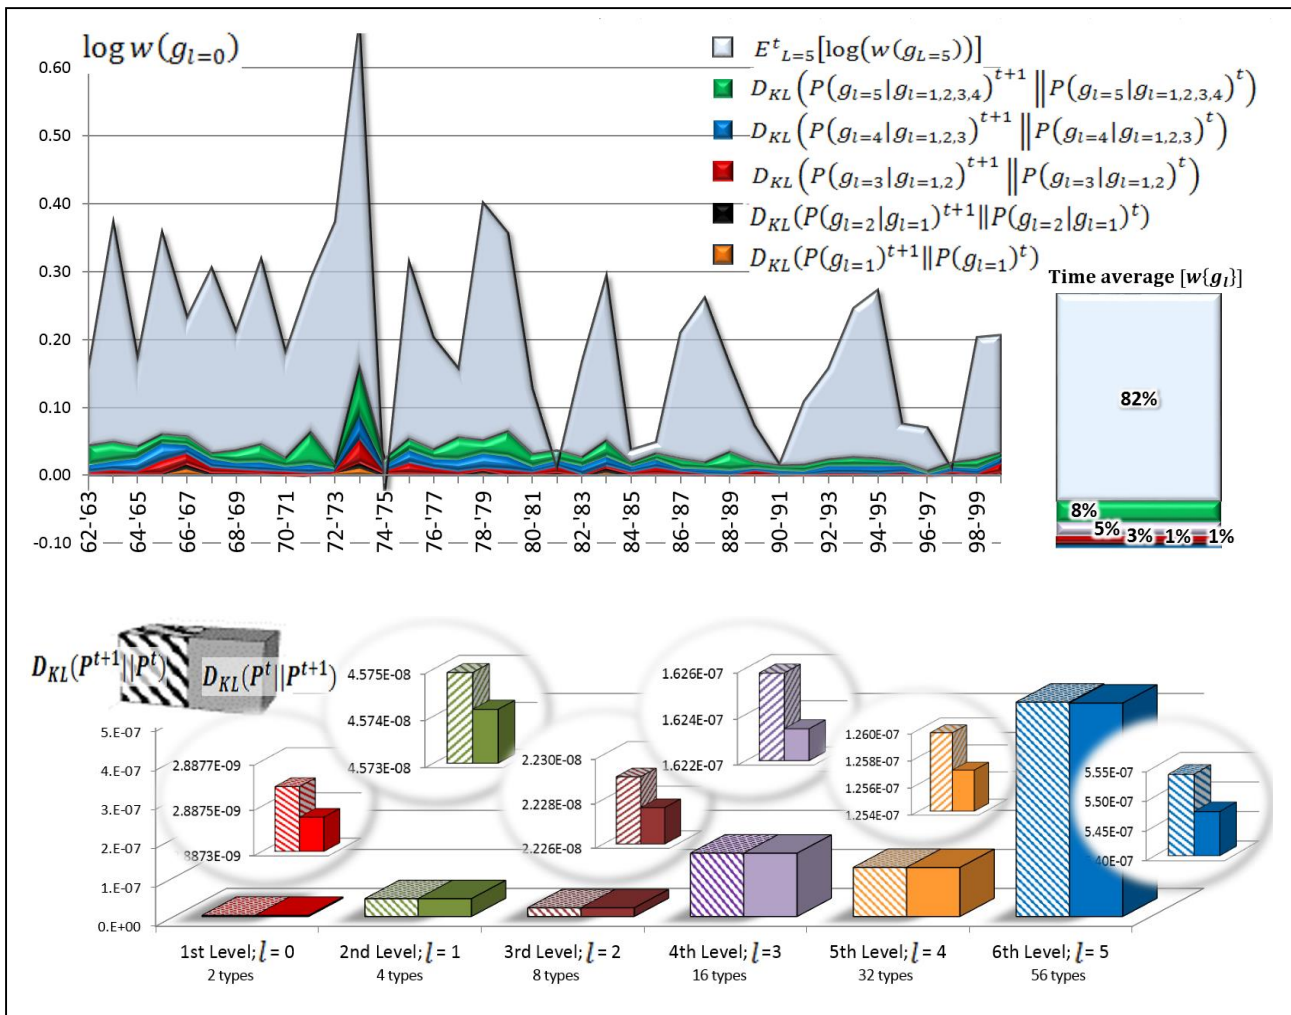 log w(g_{l=0})
0.60
0.50
0.40
0.30
0.20
0.10
0.00
-0.10
62-'63
64-'65
66-'67
68-'69
70-'71
72-'73
74-'75
76-'77
78-'79
80-'81
82-'83
84-'85
86-'87
88-'89
90-'91
92-'93
94-'95
96-'97
98-'99
E^t_{L=5}[log(w(g_{L=5}))]
D_{KL}(P(g_{l=5}|g_{l=1,2,3,4})^{t+1}‖P(g_{l=5}|g_{l=1,2,3,4})^t)
D_{KL}(P(g_{l=4}|g_{l=1,2,3})^{t+1}‖P(g_{l=4}|g_{l=1,2,3})^t)
D_{KL}(P(g_{l=3}|g_{l=1,2})^{t+1}‖P(g_{l=3}|g_{l=1,2})^t)
D_{KL}(P(g_{l=2}|g_{l=1})^{t+1}||P(g_{l=2}|g_{l=1})^t)
D_{KL}(P(g_{l=1})^{t+1}||P(g_{l=1})^t)
Time average [w{g_l}]
82%
8%
5% 3% 1% 1%
D_{KL}(P^{t+1}||P^t)
D_{KL}(P^t||P^{t+1})
5.E-07
4.E-07
3.E-07
2.E-07
1.E-07
0.E+00
2.8877E-09
2.8875E-09
.8873E-09
4.575E-08
4.574E-08
4.573E-08
2.230E-08
2.228E-08
2.226E-08
1.626E-07
1.624E-07
1.622E-07
1.260E-07
1.258E-07
1.256E-07
1.254E-07
5.55E-07
5.50E-07
5.45E-07
5.40E-07
1st Level; l = 0
2 types
2nd Level; l = 1
4 types
3rd Level; l = 2
8 types
4th Level; l =3
16 types
5th Level; l = 4
32 types
6th Level; l = 5
56 types